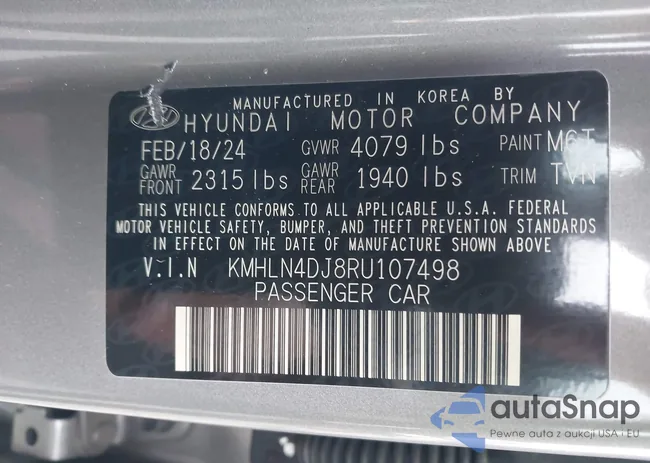 MANUFACTURED IN KOREA BY
HYUNDAI MOTOR COMPANY
FEB/18/24 GVWR 4079 lbs PAINT M6T
GAWR FRONT 2315 lbs GAWR REAR 1940 lbs TRIM TVN
THIS VEHICLE CONFORMS TO ALL APPLICABLE U.S.A. FEDERAL
MOTOR VEHICLE SAFETY, BUMPER, AND THEFT PREVENTION STANDARDS
IN EFFECT ON THE DATE OF MANUFACTURE SHOWN ABOVE
V.I.N KMHLN4DJ8RU107498
PASSENGER CAR
autaSnap
Pewne auta z aukcji USA i EU